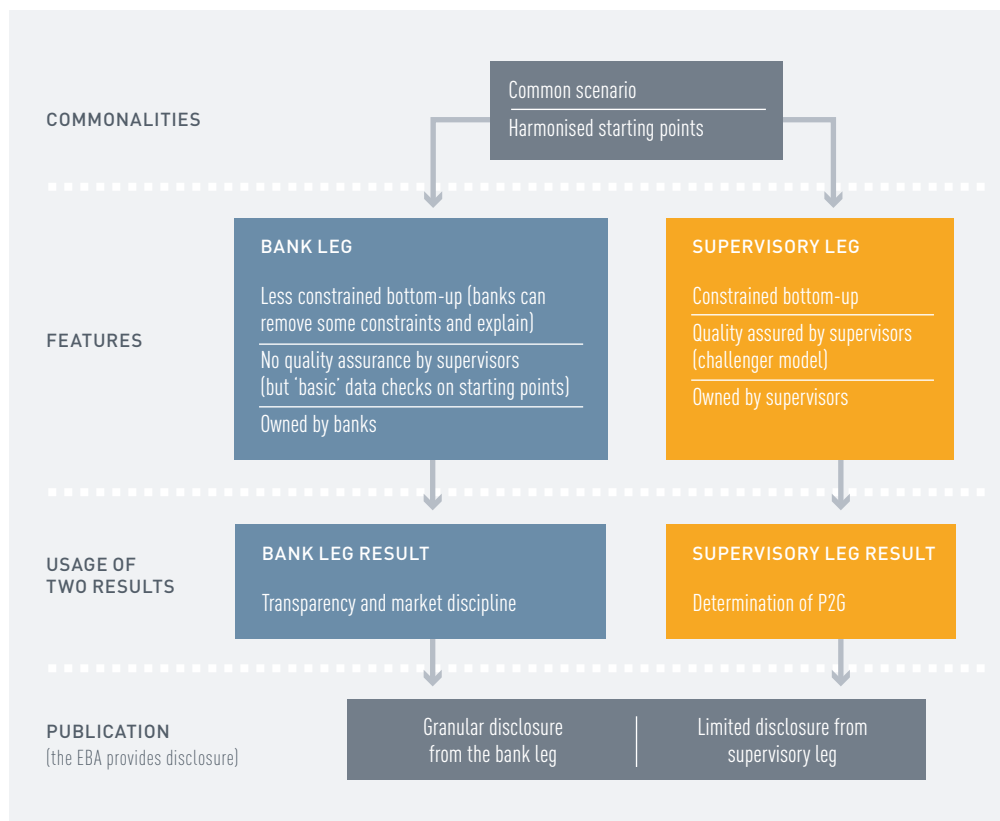 COMMONALITIES
Common scenario
Harmonised starting points
FEATURES
BANK LEG
Less constrained bottom-up (banks can
remove some constraints and explain)
No quality assurance by supervisors
(but ‘basic’ data checks on starting points)
Owned by banks
SUPERVISORY LEG
Constrained bottom-up
Quality assured by supervisors
(challenger model)
Owned by supervisors
USAGE OF
TWO RESULTS
BANK LEG RESULT
Transparency and market discipline
SUPERVISORY LEG RESULT
Determination of P2G
PUBLICATION
(the EBA provides disclosure)
Granular disclosure
from the bank leg
Limited disclosure from
supervisory leg